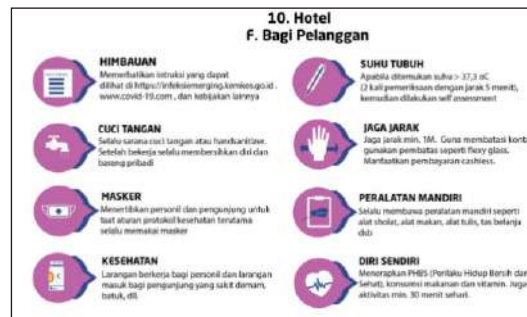 10. Hotel
F. Bagi Pelanggan
HIMBAUAN
Memerbatikan intruksi yang dapat
dilihat di https://infeksiemerging.kemkes.go.id .
www.covid-19.com , dan kebijakan lainnya
CUCI TANGAN
Selalu sarana cuci tangan atau handsanitizer.
Setelah bekerja selalu membersihkan diri dan
barang pribadi
MASKER
Menertibkan personil dan pengunjung untuk
taat aturan protokol kesehatan terutama
selalu memakai masker
KESEHATAN
Larangan berkerja bagi personil dan larangan
masuk bagi pengunjung yang sakit demam,
batuk, dll
SUHU TUBUH
Apabila ditemukan suhu > 37,3 oC
(2 kali pemeriksaan dengan jarak 5 menit),
kemudian dilakukan self assessment
JAGA JARAK
Jaga jarak min. 1M. Guna membatasi kont
gunakan pembatas seperti flexy glass.
Manfaatkan pembayaran cashless.
PERALATAN MANDIRI
Selalu membawa peralatan mandiri seperti
alat sholat, alat makan, alat tulis, tas belanja
dsb
DIRI SENDIRI
Menerapkan PHBS (Perilaku Hidup Bersih dan
Sehat), konsumsi makanan dan vitamin. Juga
aktivitas min. 30 menit sehari.